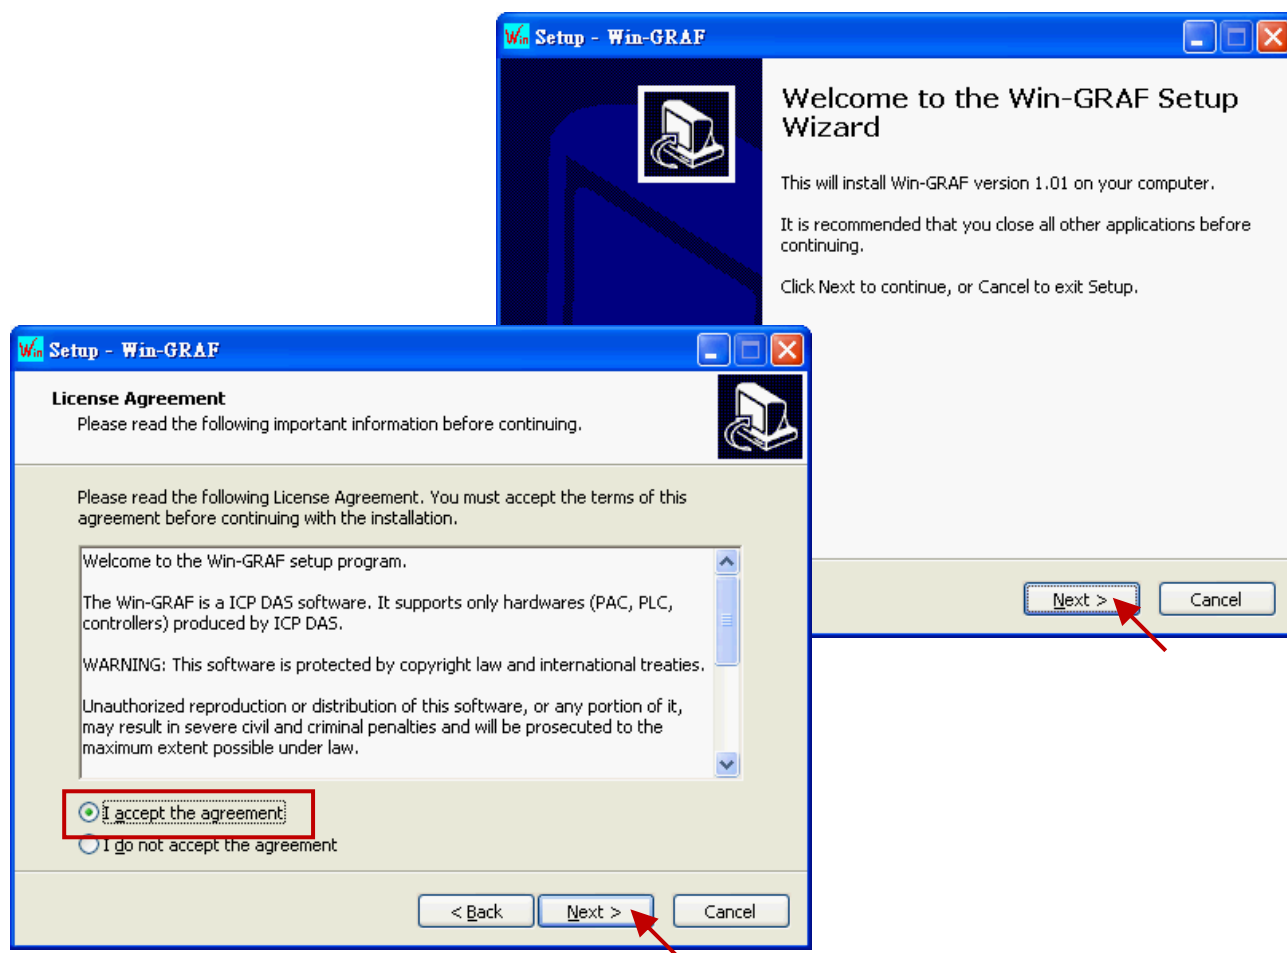 Win Setup - Win-GRAF
Welcome to the Win-GRAF Setup
Wizard
This will install Win-GRAF version 1.01 on your computer.
It is recommended that you close all other applications before
continuing.
Click Next to continue, or Cancel to exit Setup.
Next >
Cancel
Win Setup - Win-GRAF
License Agreement
Please read the following important information before continuing.
Please read the following License Agreement. You must accept the terms of this
agreement before continuing with the installation.
Welcome to the Win-GRAF setup program.
The Win-GRAF is a ICP DAS software. It supports only hardwares (PAC, PLC,
controllers) produced by ICP DAS.
WARNING: This software is protected by copyright law and international treaties.
Unauthorized reproduction or distribution of this software, or any portion of it,
may result in severe civil and criminal penalties and will be prosecuted to the
maximum extent possible under law.
I accept the agreement
I do not accept the agreement
< Back
Next >
Cancel